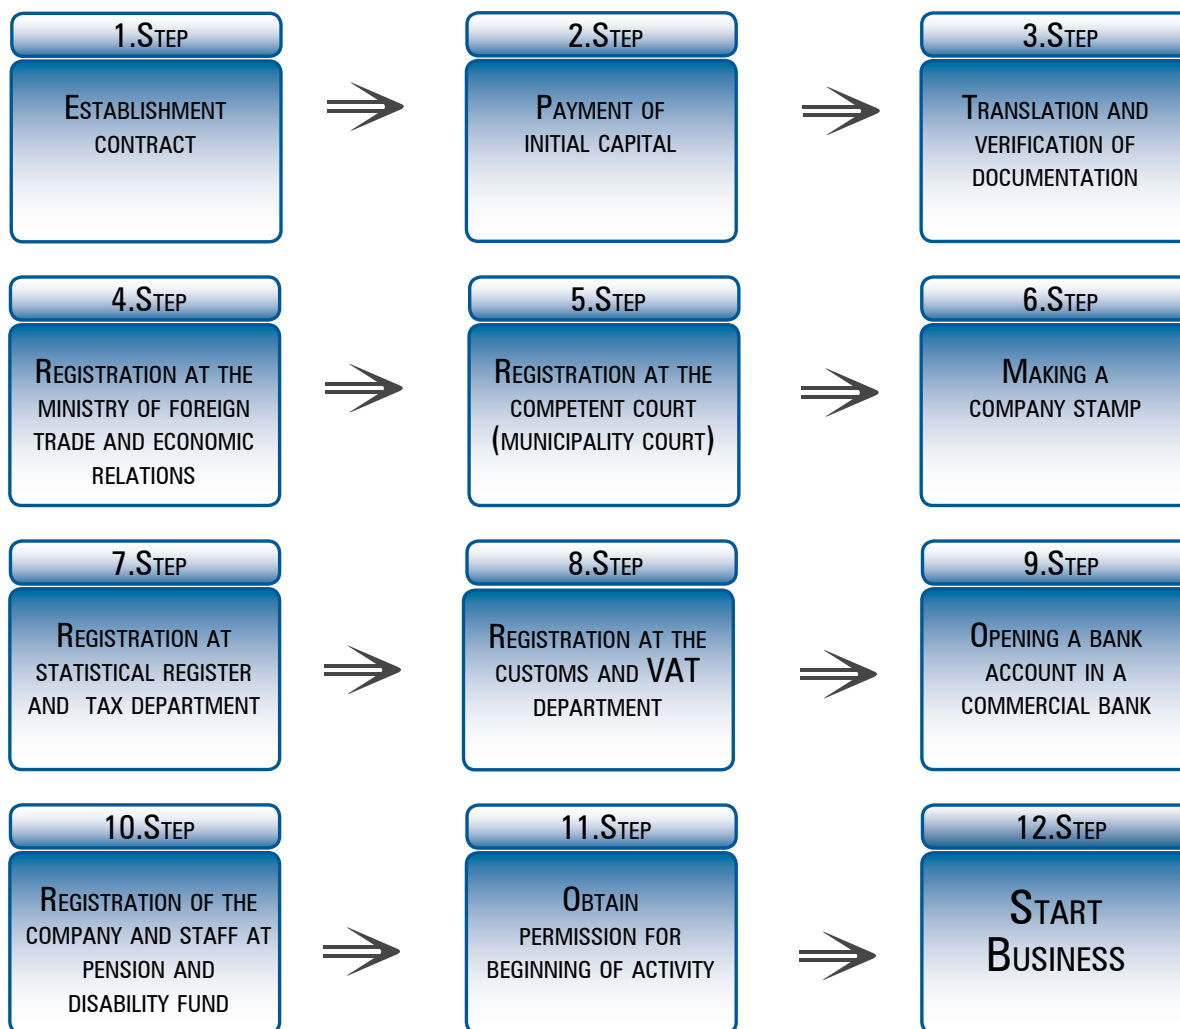 1.Step
Establishment
contract
2.Step
Payment of
initial capital
3.Step
Translation and
verification of
documentation
4.Step
Registration at the
ministry of foreign
trade and economic
relations
5.Step
Registration at the
competent court
(municipality court)
6.Step
Making a
company stamp
7.Step
Registration at
statistical register
and tax department
8.Step
Registration at the
customs and VAT
department
9.Step
Opening a bank
account in a
commercial bank
10.Step
Registration of the
company and staff at
pension and
disability fund
11.Step
Obtain
permission for
beginning of activity
12.Step
Start
Business